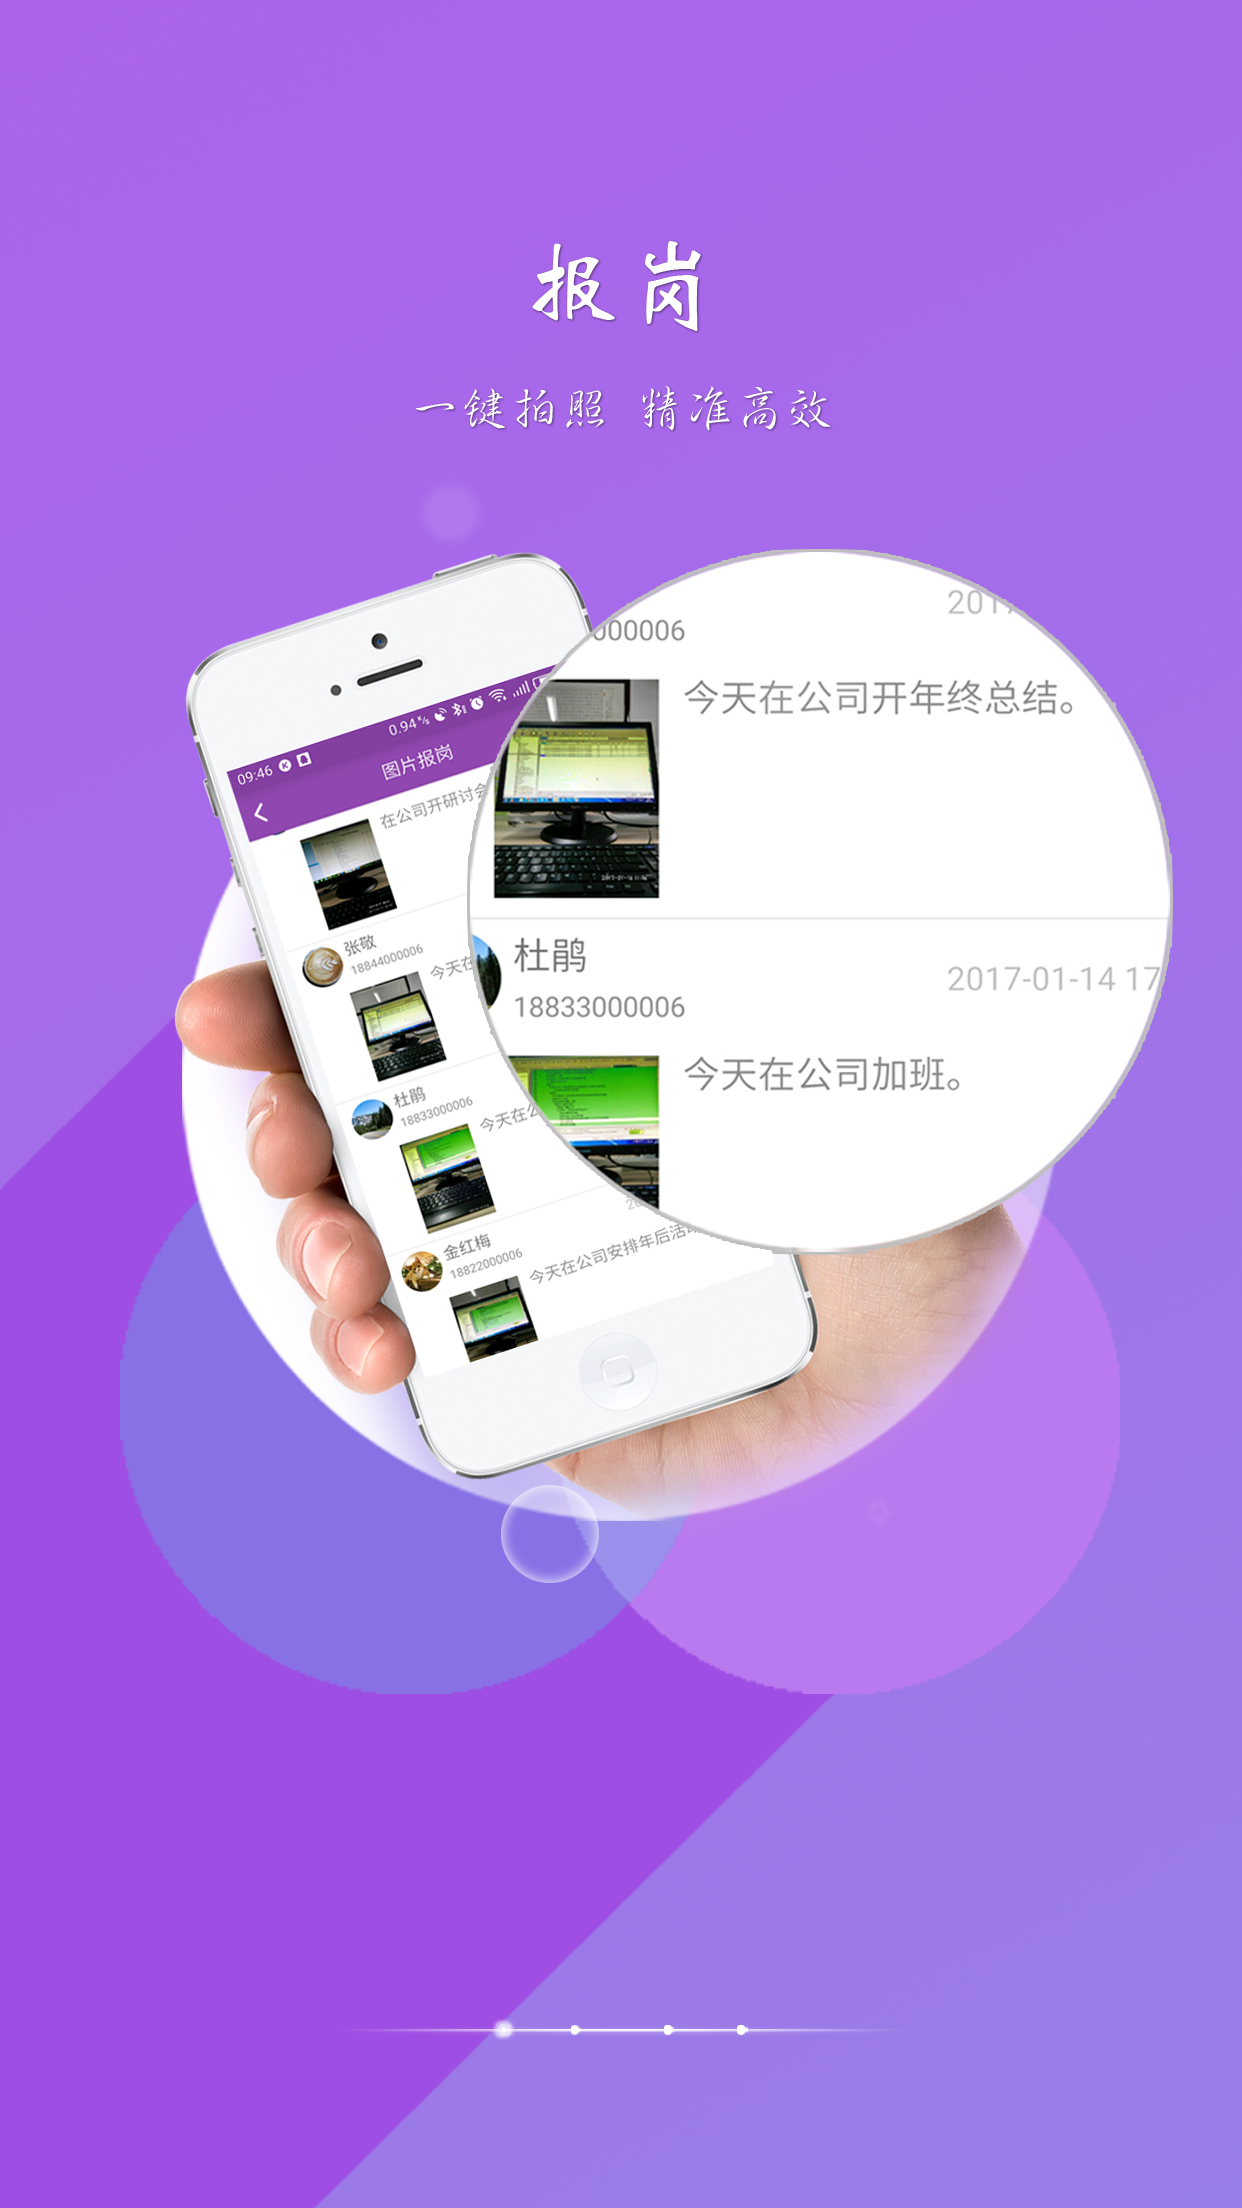 报岗
一键拍照 精准高效
09:46
0.94 K/s
图片报岗
在公司开研讨会
张敬
18844000006
今天在
杜鹃
18833000006
今天在公
金红梅
18822000006
今天在公司安排年后活动
000006
2017
今天在公司开年终总结。
杜鹃
18833000006
2017-01-14 17
今天在公司加班。